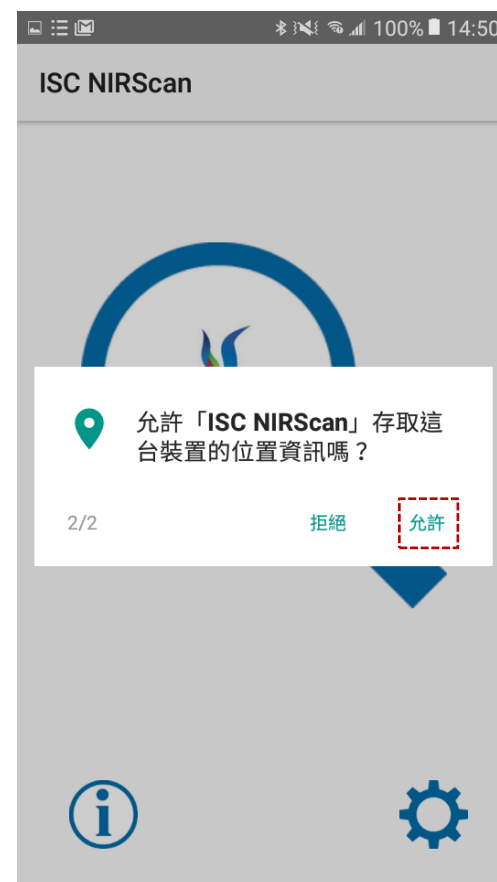 100% 14:50
ISC NIRScan
允許「ISC NIRScan」存取這
台裝置的位置資訊嗎？
2/2
拒絕
允許